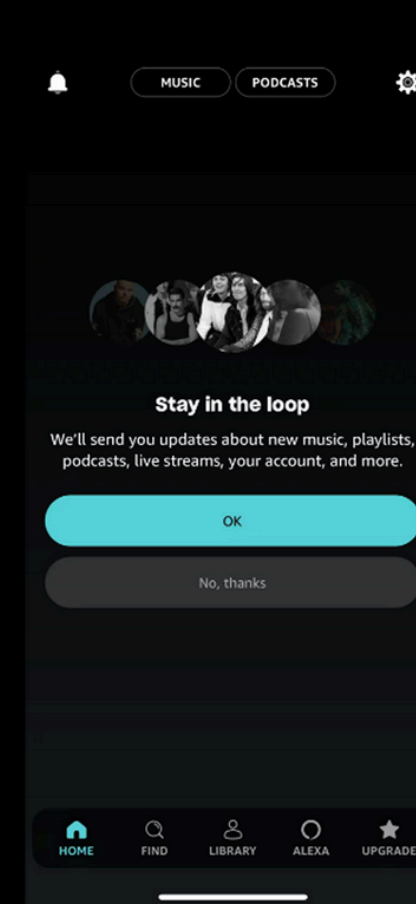 MUSIC PODCASTS
Stay in the loop
We'll send you updates about new music, playlists,
podcasts, live streams, your account, and more.
OK
No, thanks
HOME FIND LIBRARY ALEXA UPGRADE